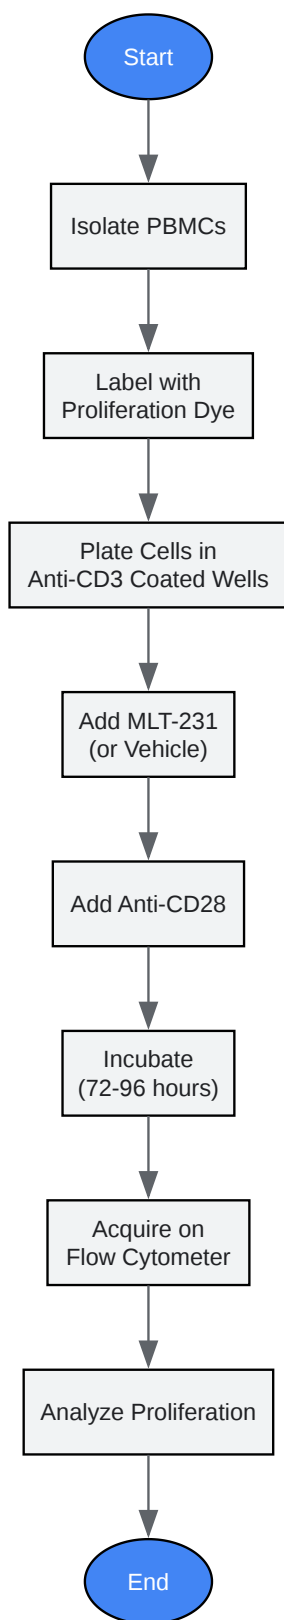 Start
Isolate PBMCs
Label with
Proliferation Dye
Plate Cells in
Anti-CD3 Coated Wells
Add MLT-231
(or Vehicle)
Add Anti-CD28
Incubate
(72-96 hours)
Acquire on
Flow Cytometer
Analyze Proliferation
End